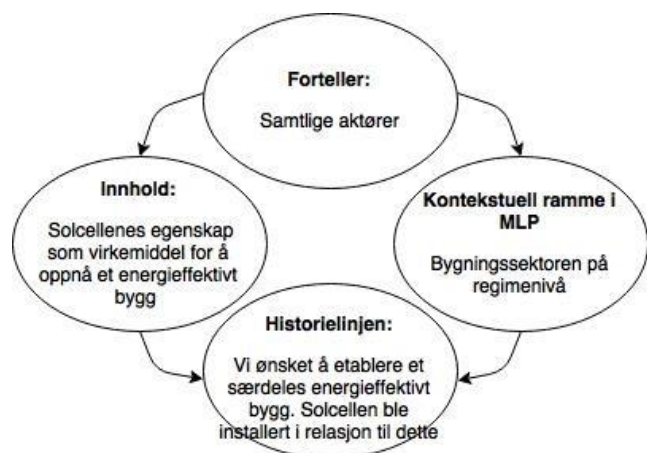 Forteller:
Samtlige aktører
Innhold:
Solcellenes egenskap
som virkemiddel for å
oppnå et energieffektivt
bygg
Kontekstuell ramme i
MLP
Bygningssektoren på
regimenivå
Historielinjen:
Vi ønsket å etablere et
særdeles energieffektivt
bygg. Solcellen ble
installert i relasjon til dette